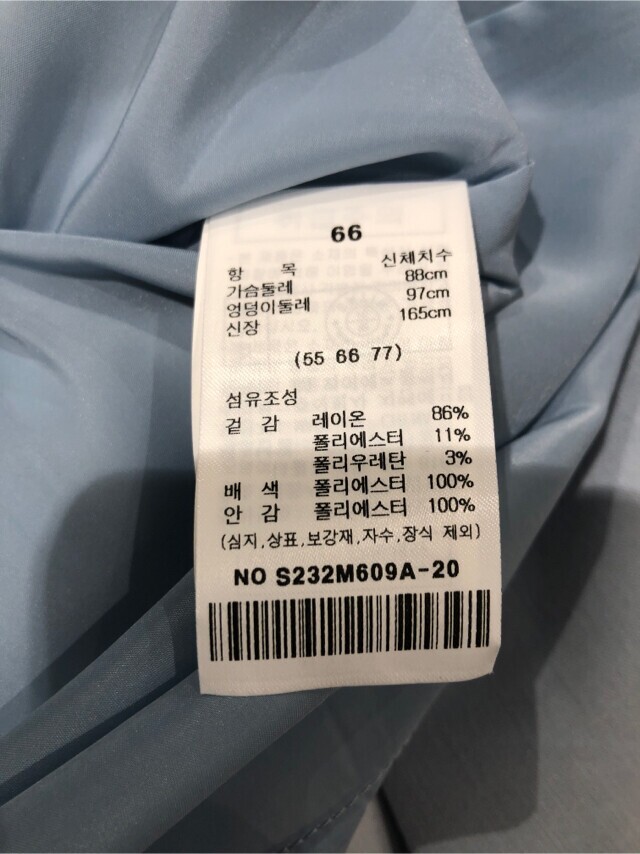 66
항 목 신체치수
가슴둘레 88cm
엉덩이둘레 97cm
신장 165cm
(55 66 77)
섬유조성
겉 감 레이온 86%
폴리에스터 11%
폴리우레탄 3%
배 색 폴리에스터 100%
안 감 폴리에스터 100%
(심지,상표,보강재,자수,장식 제외)
NO S232M609A-20